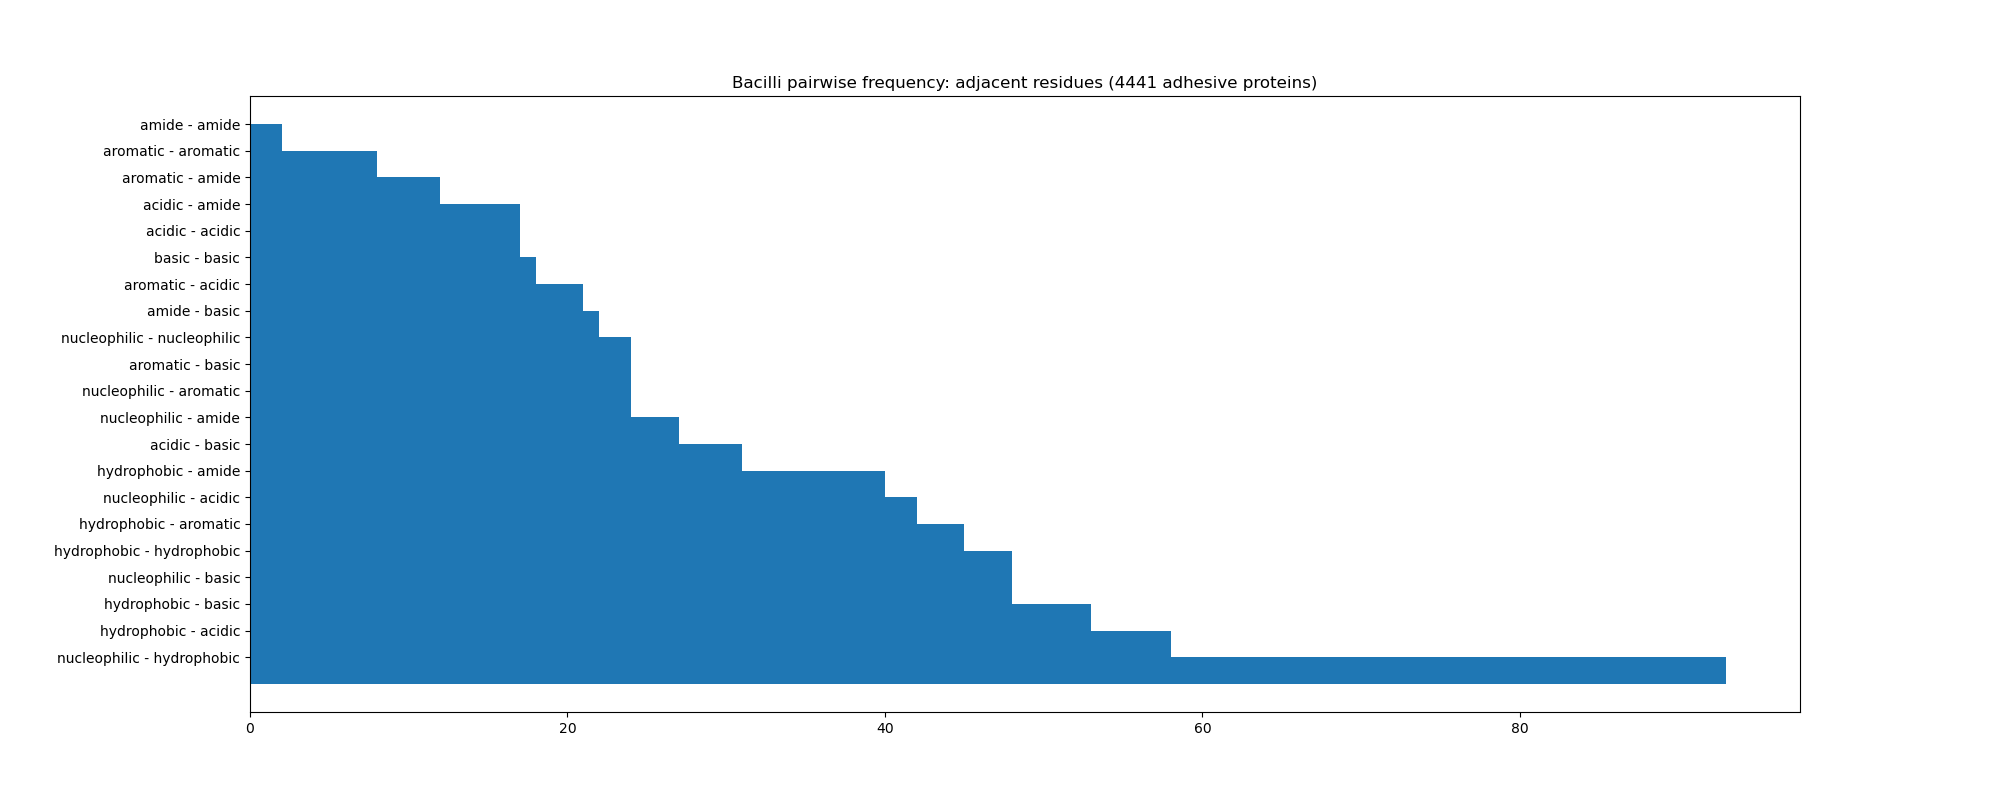 Bacilli pairwise frequency: adjacent residues (4441 adhesive proteins)
amide - amide
aromatic - aromatic
aromatic - amide
acidic - amide
acidic - acidic
basic - basic
aromatic - acidic
amide - basic
nucleophilic - nucleophilic
aromatic - basic
nucleophilic - aromatic
nucleophilic - amide
acidic - basic
hydrophobic - amide
nucleophilic - acidic
hydrophobic - aromatic
hydrophobic - hydrophobic
nucleophilic - basic
hydrophobic - basic
hydrophobic - acidic
nucleophilic - hydrophobic
0 20 40 60 80